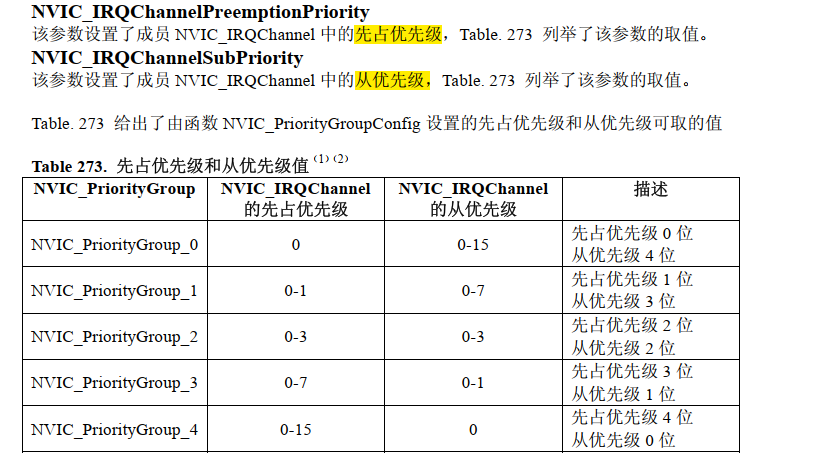 NVIC_IRQChannelPreemptionPriority
该参数设置了成员 NVIC_IRQChannel 中的先占优先级，Table. 273 列举了该参数的取值。
NVIC_IRQChannelSubPriority
该参数设置了成员 NVIC_IRQChannel 中的从优先级，Table. 273 列举了该参数的取值。
Table. 273 给出了由函数 NVIC_PriorityGroupConfig 设置的先占优先级和从优先级可取的值
Table 273. 先占优先级和从优先级值 (1) (2)
NVIC_PriorityGroup NVIC_IRQChannel 的先占优先级 NVIC_IRQChannel 的从优先级 描述
NVIC_PriorityGroup_0 0 0-15 先占优先级 0 位 从优先级 4 位
NVIC_PriorityGroup_1 0-1 0-7 先占优先级 1 位 从优先级 3 位
NVIC_PriorityGroup_2 0-3 0-3 先占优先级 2 位 从优先级 2 位
NVIC_PriorityGroup_3 0-7 0-1 先占优先级 3 位 从优先级 1 位
NVIC_PriorityGroup_4 0-15 0 先占优先级 4 位 从优先级 0 位